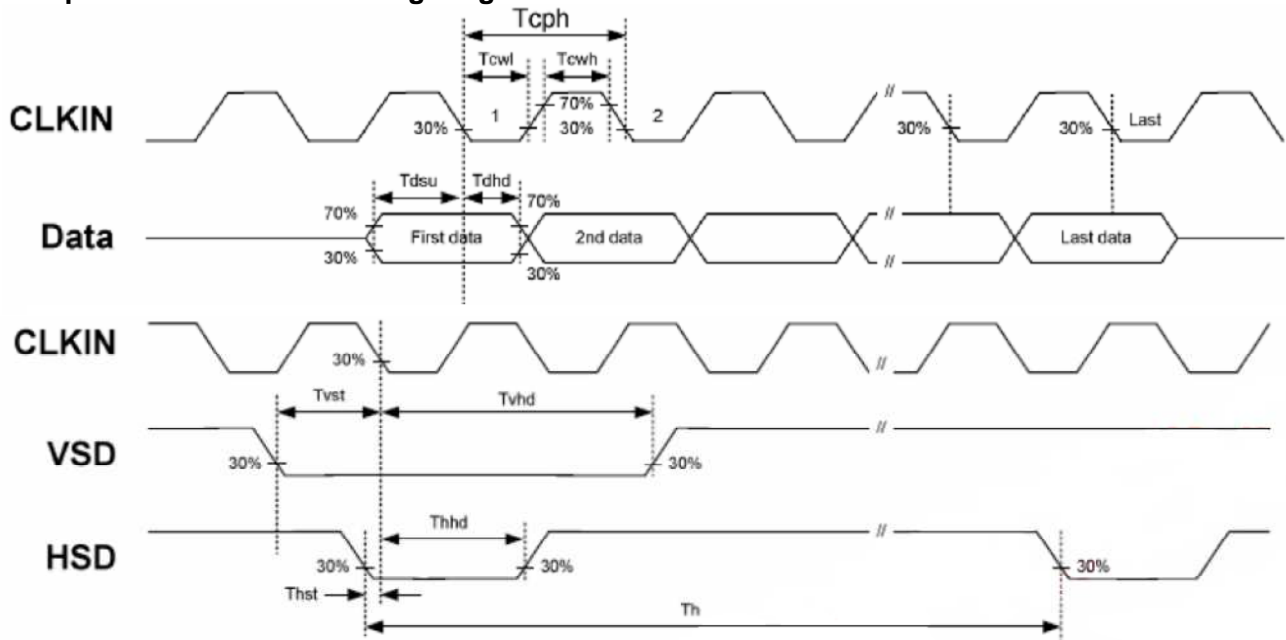 Tcph
Tcwl Tcwh
CLKIN 30% 1 70% 30% 2 // 30% 30% Last
Tdsu Tdhd
70% 70%
Data First data 2nd data // Last data
30% 30%
//
CLKIN 30% //
Tvst Tvhd
VSD 30% 30% //
Thhd
HSD 30% 30% // 30%
Thst
Th